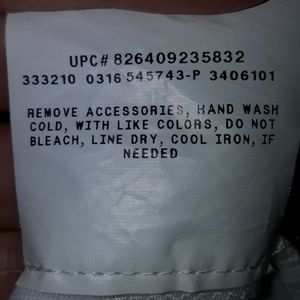 UPC# 826409235832
333210 0316 545743-P 3406101
REMOVE ACCESSORIES, HAND WASH
COLD, WITH LIKE COLORS, DO NOT
BLEACH, LINE DRY, COOL IRON, IF
NEEDED